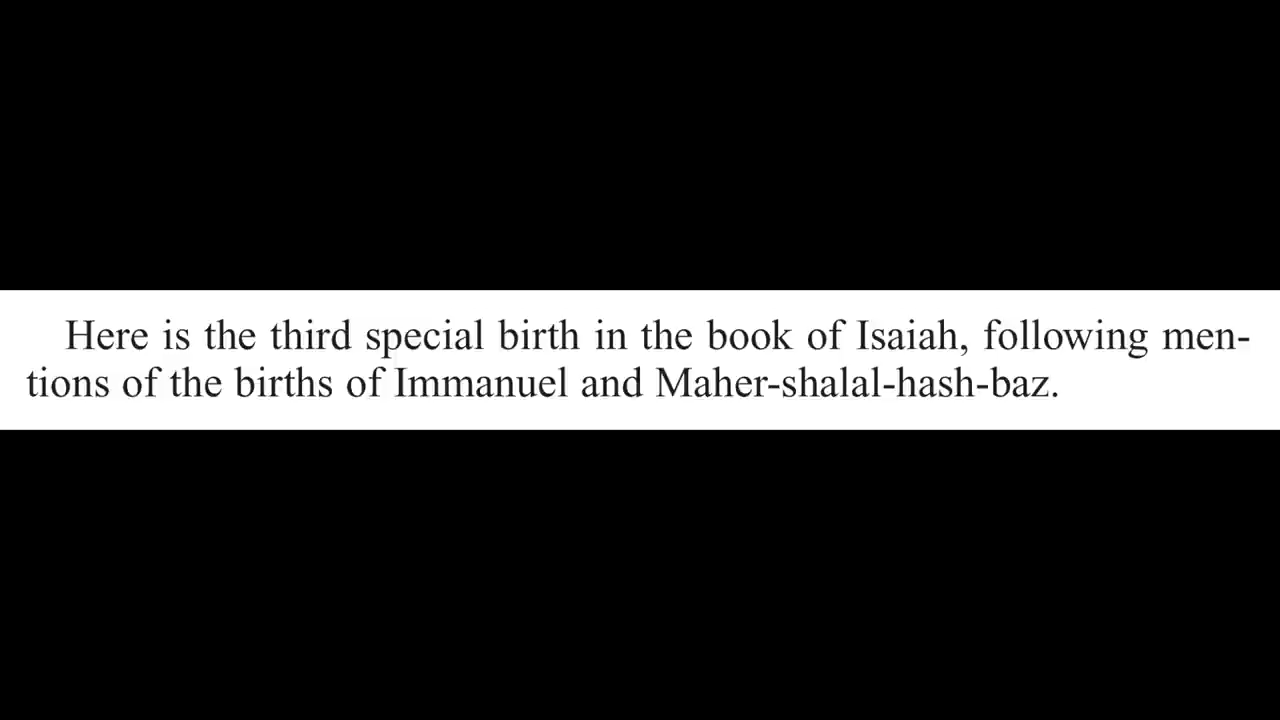 Here is the third special birth in the book of Isaiah, following men-
tions of the births of Immanuel and Maher-shalal-hash-baz.